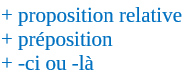 + proposition relative
+ préposition
+ -ci ou -là